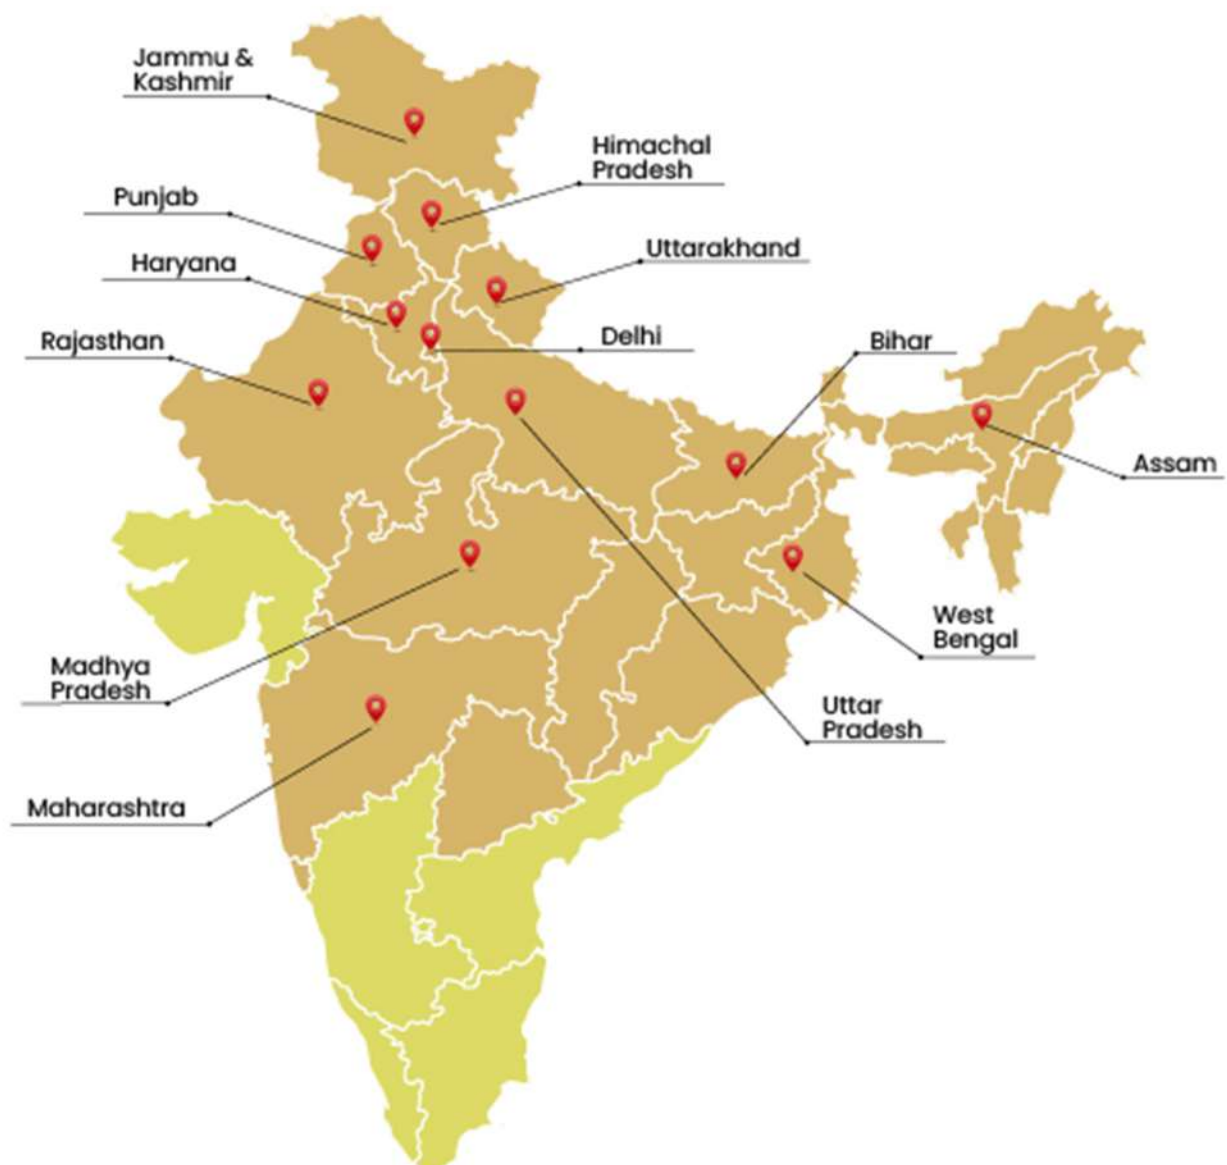 Jammu &
Kashmir
Himachal
Pradesh
Punjab
Uttarakhand
Haryana
Delhi
Bihar
Rajasthan
Assam
West
Bengal
Madhya
Pradesh
Uttar
Pradesh
Maharashtra